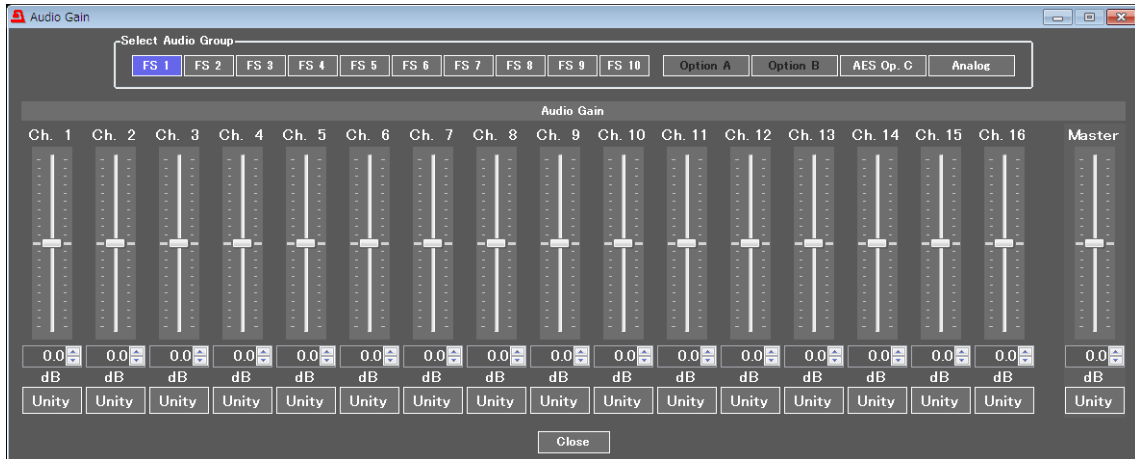 Audio Gain
Select Audio Group
FS 1 FS 2 FS 3 FS 4 FS 5 FS 6 FS 7 FS 8 FS 9 FS 10 Option A Option B AES Op. C Analog
Audio Gain
Ch. 1 Ch. 2 Ch. 3 Ch. 4 Ch. 5 Ch. 6 Ch. 7 Ch. 8 Ch. 9 Ch. 10 Ch. 11 Ch. 12 Ch. 13 Ch. 14 Ch. 15 Ch. 16 Master
0.0 0.0 0.0 0.0 0.0 0.0 0.0 0.0 0.0 0.0 0.0 0.0 0.0 0.0 0.0 0.0 0.0
dB dB dB dB dB dB dB dB dB dB dB dB dB dB dB dB dB
Unity Unity Unity Unity Unity Unity Unity Unity Unity Unity Unity Unity Unity Unity Unity Unity Unity
Close